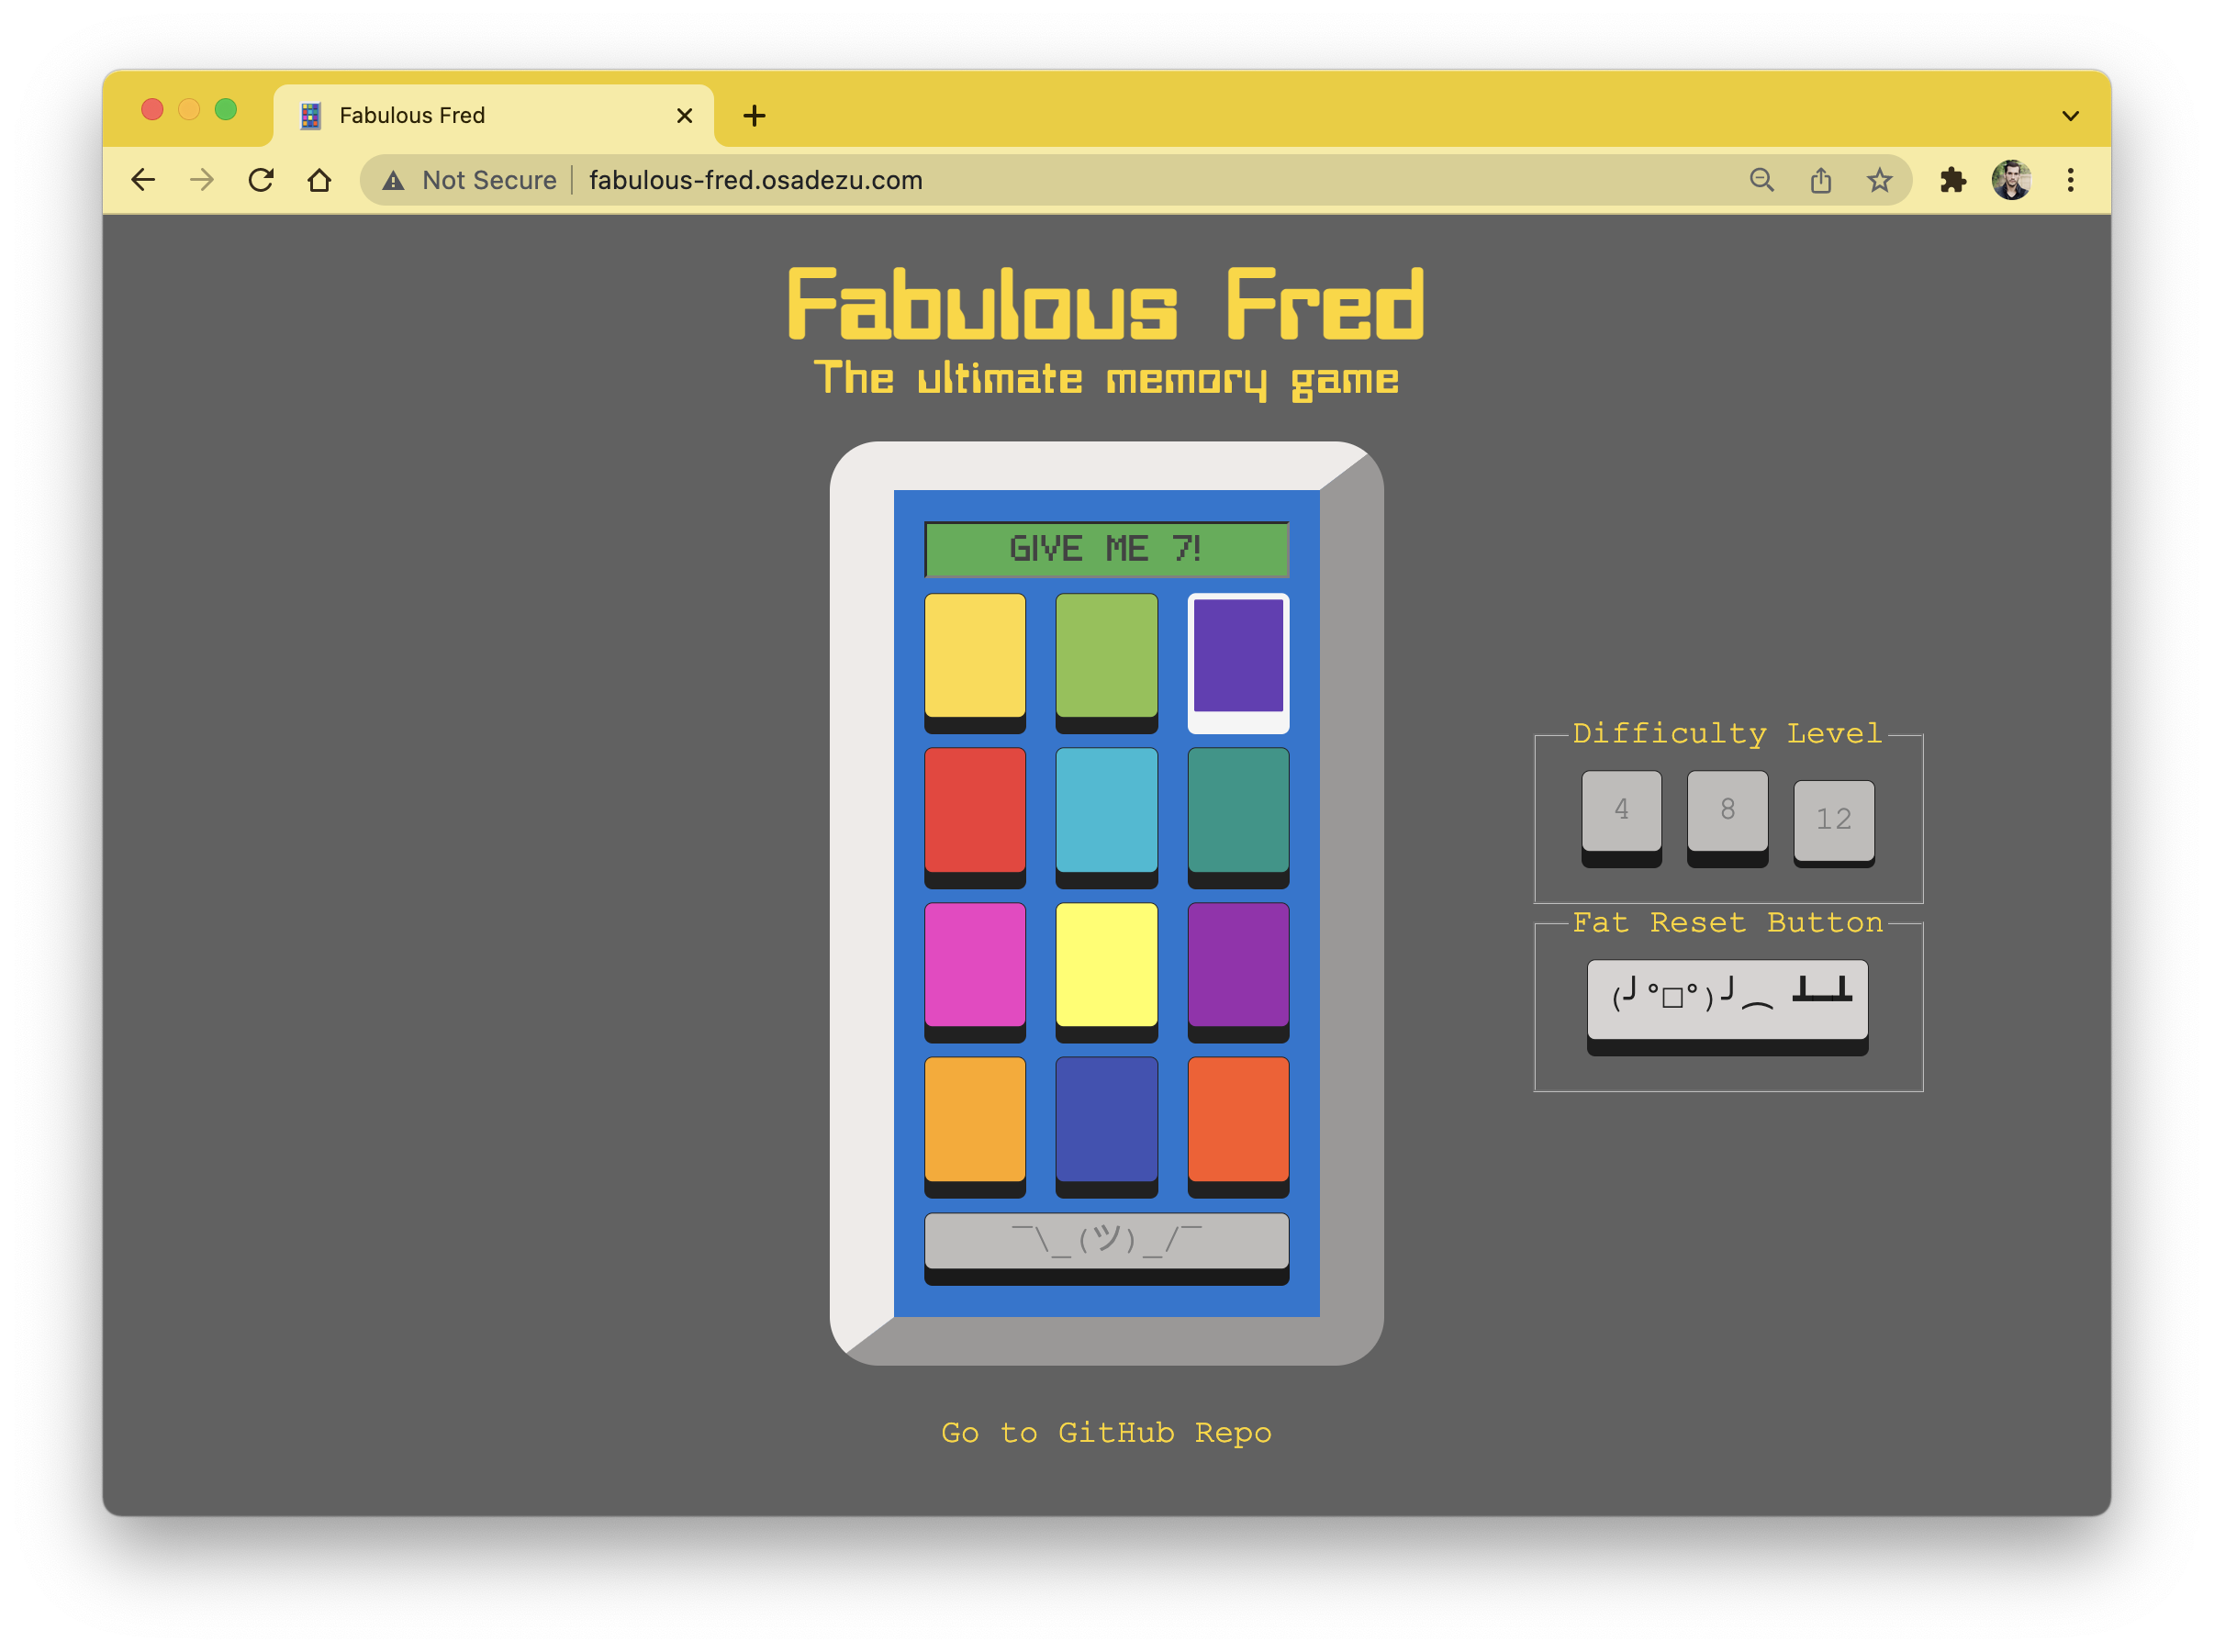 Fabulous Fred
Not Secure fabulous-fred.osadezu.com
Fabulous Fred
The ultimate memory game
GIVE ME 7!
Difficulty Level
4 8 12
Fat Reset Button
(╯°□°)╯︵ ┻━┻
¯\_(ツ)_/¯
Go to GitHub Repo